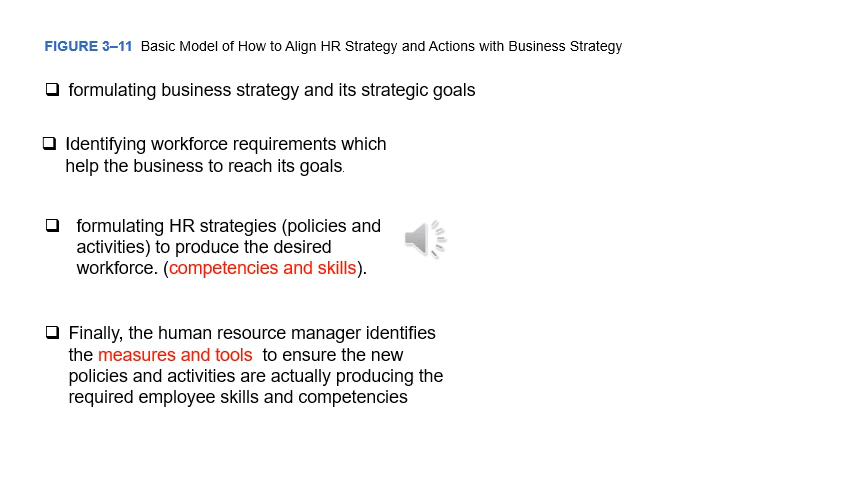 FIGURE 3–11 Basic Model of How to Align HR Strategy and Actions with Business Strategy
formulating business strategy and its strategic goals
Identifying workforce requirements which
help the business to reach its goals.
formulating HR strategies (policies and
activities) to produce the desired
workforce. (competencies and skills).
Finally, the human resource manager identifies
the measures and tools to ensure the new
policies and activities are actually producing the
required employee skills and competencies